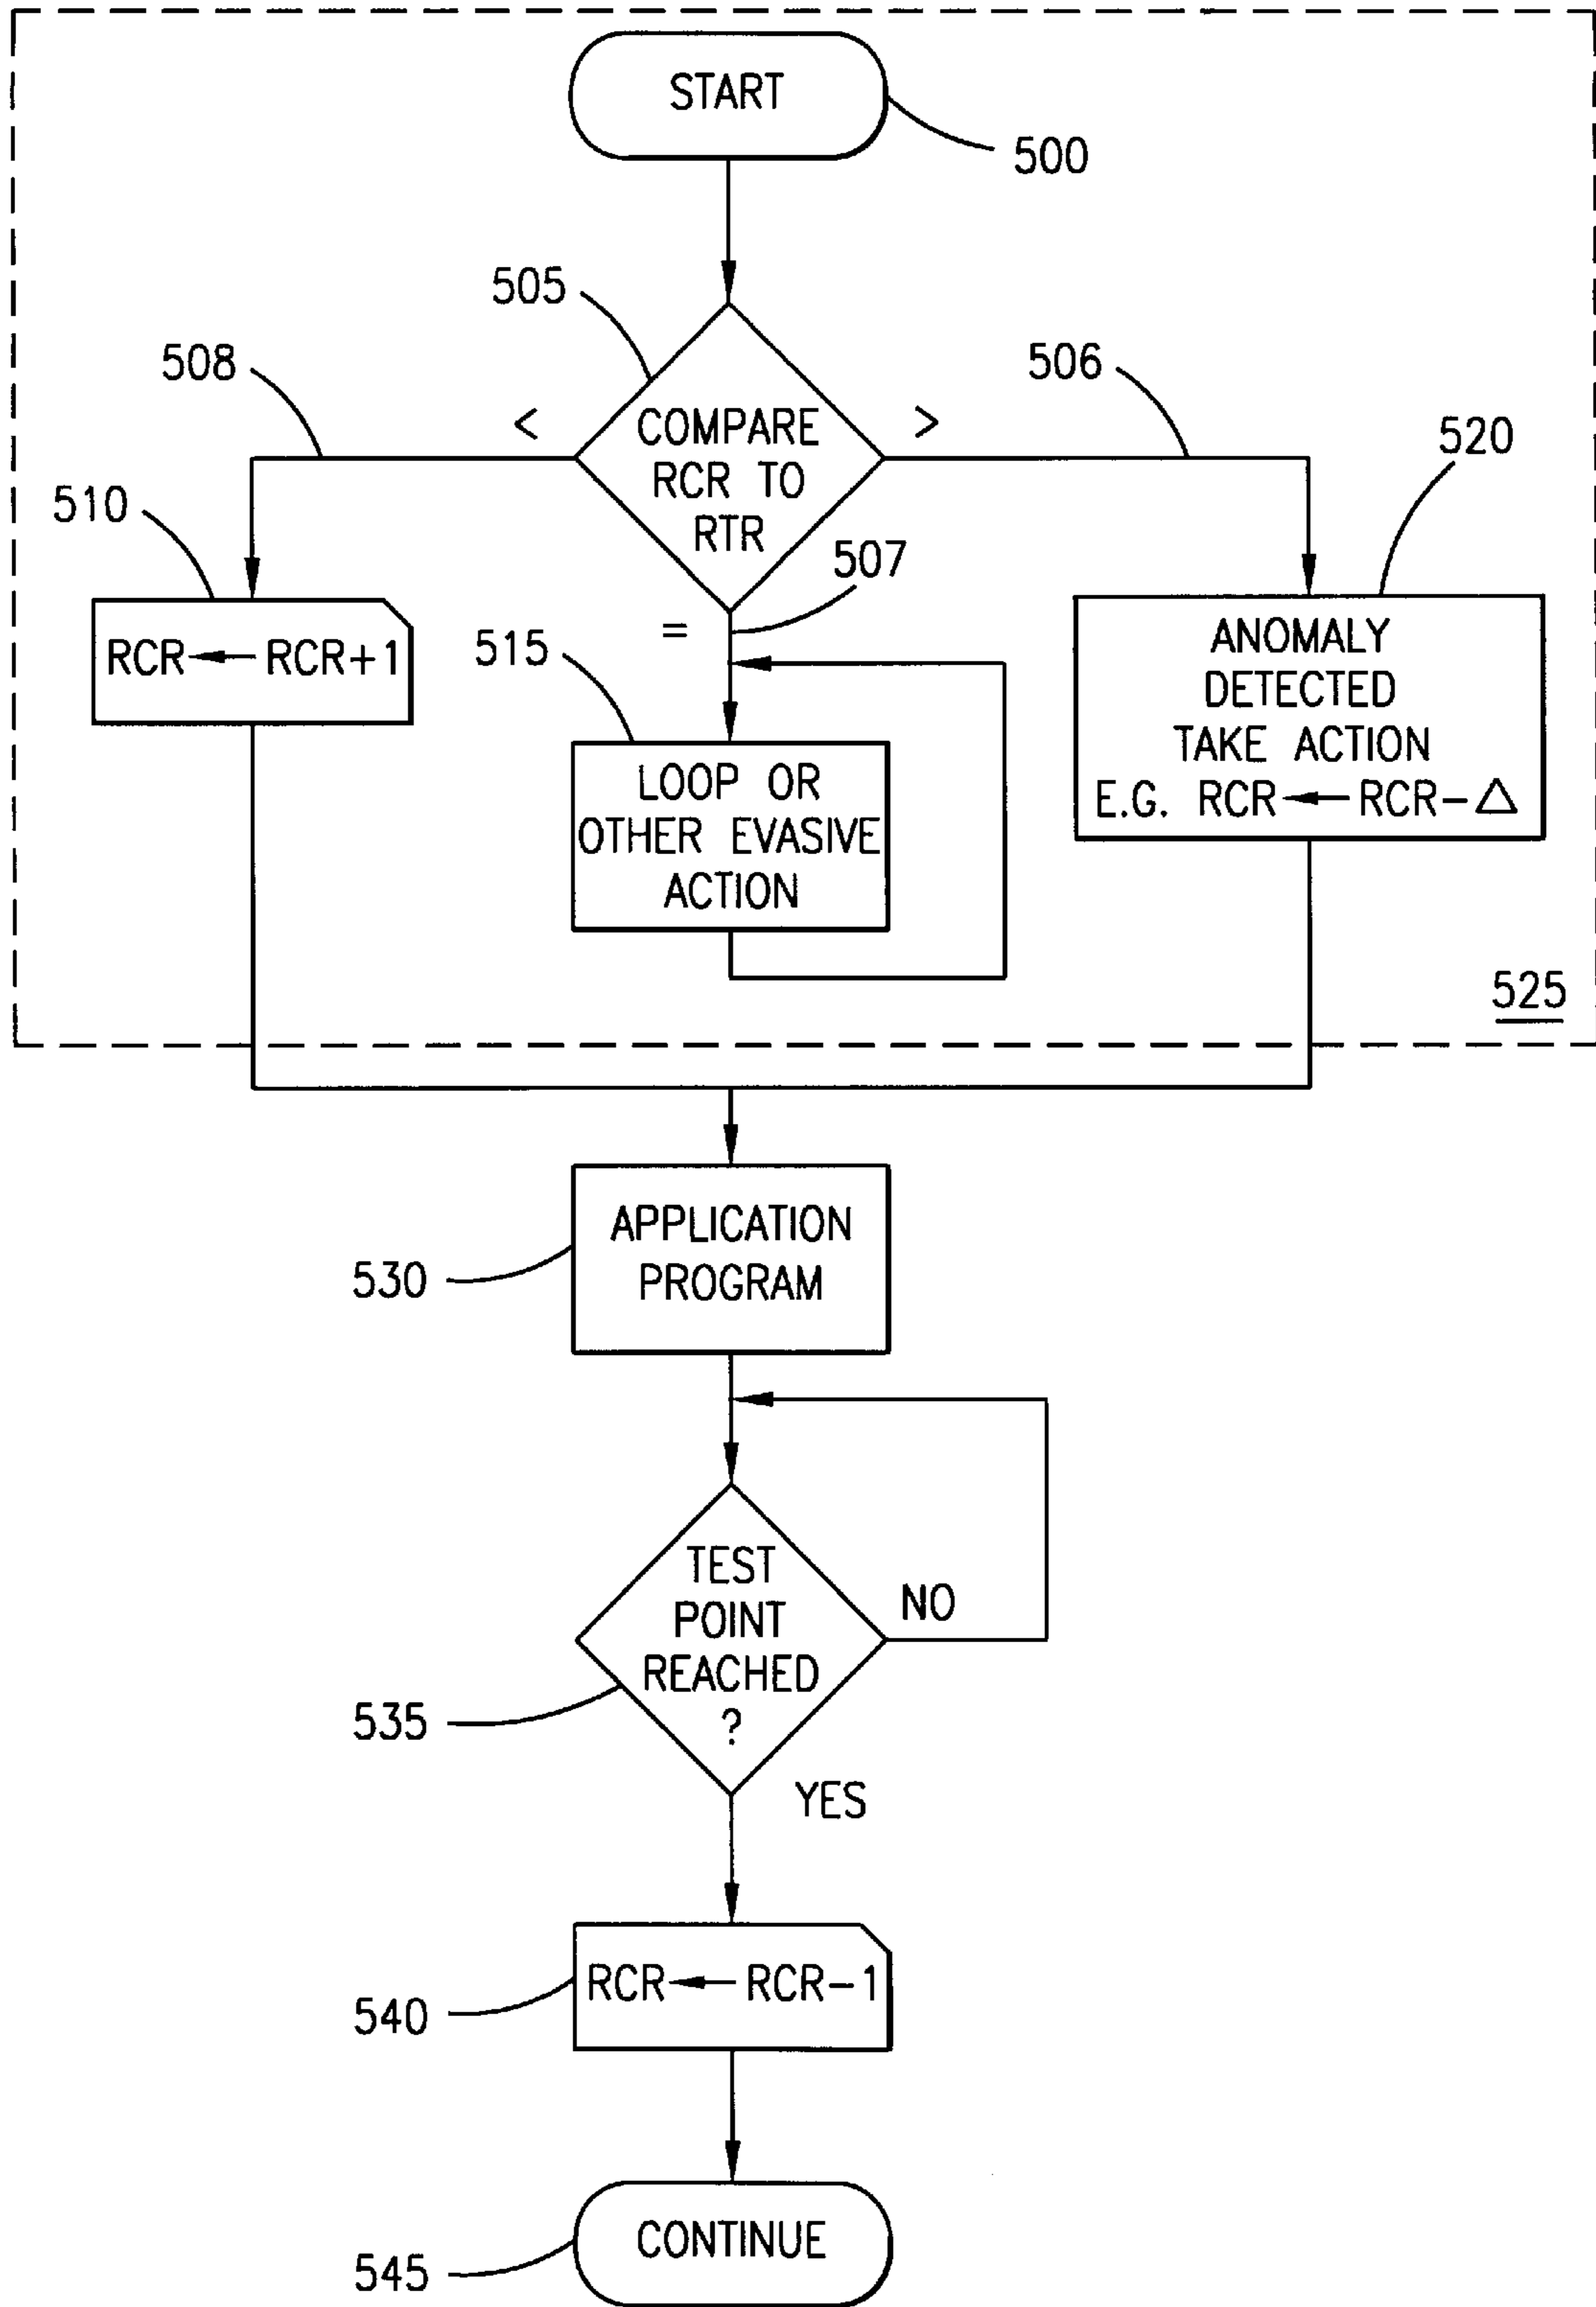 START
500
505
508
506
<
COMPARE
RCR TO
RTR
>
520
510
507
=
515
RCR ← RCR+1
LOOP OR
OTHER EVASIVE
ACTION
ANOMALY
DETECTED
TAKE ACTION
E.G. RCR ← RCR-△
525
APPLICATION
PROGRAM
530
TEST
POINT
REACHED
?
NO
535
YES
RCR ← RCR-1
540
CONTINUE
545